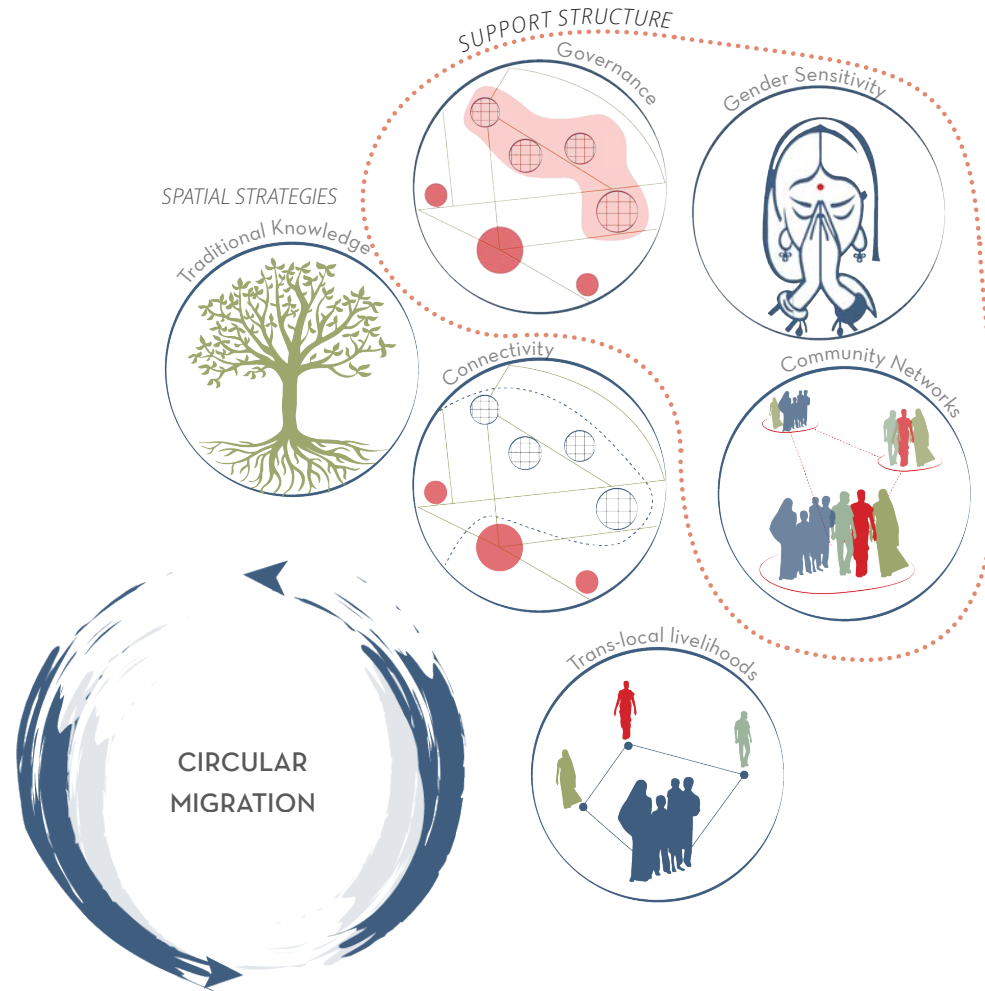 SUPPORT STRUCTURE
Governance
Gender Sensitivity
SPATIAL STRATEGIES
Traditional Knowledge
Connectivity
Community Networks
Trans-local livelihoods
CIRCULAR
MIGRATION